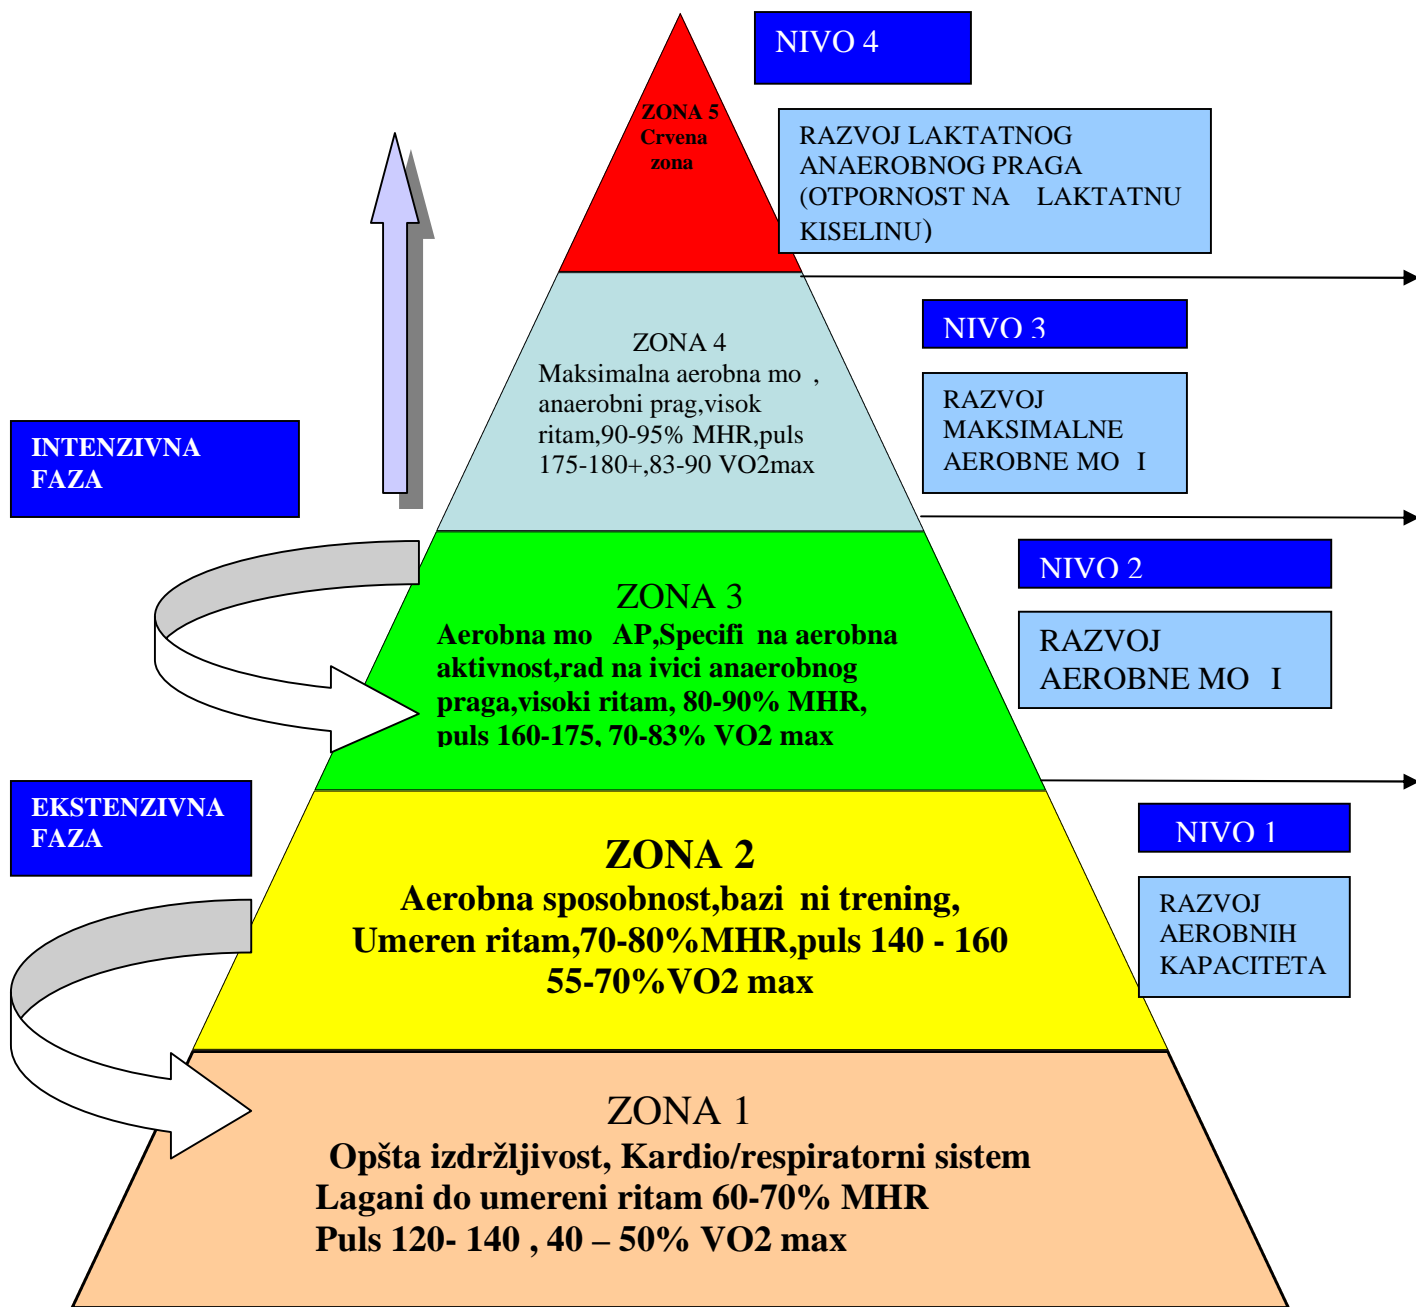 NIVO 4
ZONA 5
Crvena
zona
RAZVOJ LAKTATNOG
ANAEROBNOG PRAGA
(OTPORNOST NA LAKTATNU
KISELINU)
NIVO 3
ZONA 4
Maksimalna aerobna mo ,
anaerobni prag,visok
ritam,90-95% MHR,puls
175-180+,83-90 VO2max
RAZVOJ
MAKSIMALNE
AEROBNE MO I
INTENZIVNA
FAZA
NIVO 2
ZONA 3
Aerobna mo AP,Specifi na aerobna
aktivnost,rad na ivici anaerobnog
praga,visoki ritam, 80-90% MHR,
puls 160-175, 70-83% VO2 max
RAZVOJ
AEROBNE MO I
EKSTENZIVNA
FAZA
NIVO 1
ZONA 2
Aerobna sposobnost,bazi ni trening,
Umeren ritam,70-80%MHR,puls 140 - 160
55-70%VO2 max
RAZVOJ
AEROBNIH
KAPACITETA
ZONA 1
Opšta izdržljivost, Kardio/respiratorni sistem
Lagani do umereni ritam 60-70% MHR
Puls 120- 140 , 40 – 50% VO2 max